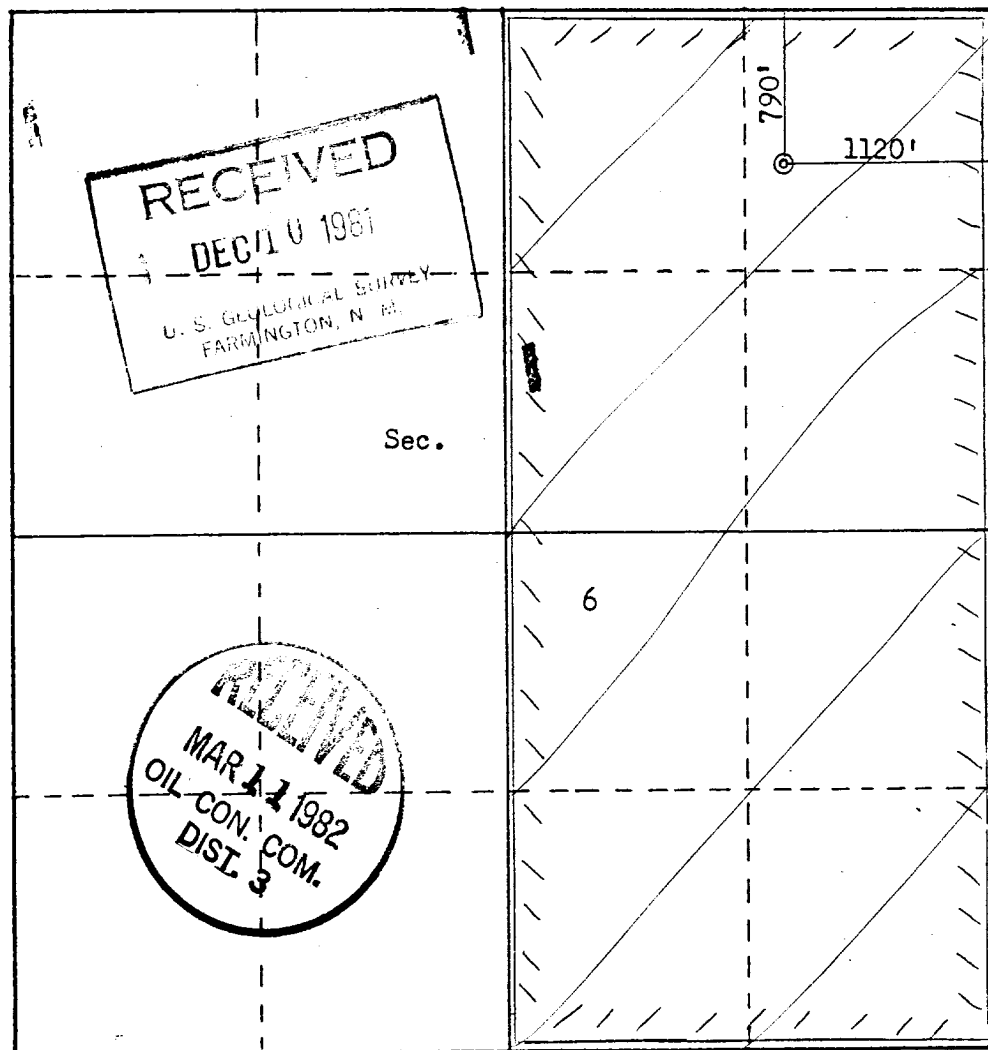 790'
1120'
RECEIVED
DEC 10 1981
U. S. GEOLOGICAL SURVEY
FARMINGTON, N. M.
Sec.
6
RECEIVED
MAR 11 1982
OIL CON. COM.
DIST. 3